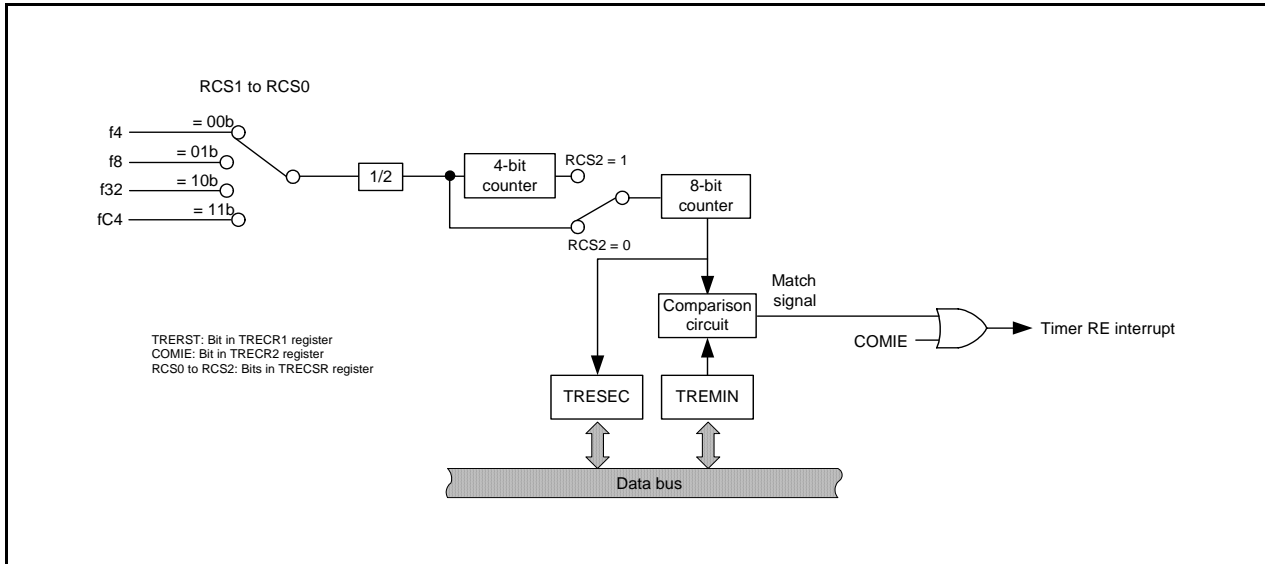 RCS1 to RCS0
f4
= 00b
f8
= 01b
f32
= 10b
fC4
= 11b
1/2
4-bit
counter
RCS2 = 1
RCS2 = 0
8-bit
counter
Comparison
circuit
Match
signal
COMIE
Timer RE interrupt
TRERST: Bit in TRECR1 register
COMIE: Bit in TRECR2 register
RCS0 to RCS2: Bits in TRECSR register
TRESEC
TREMIN
Data bus